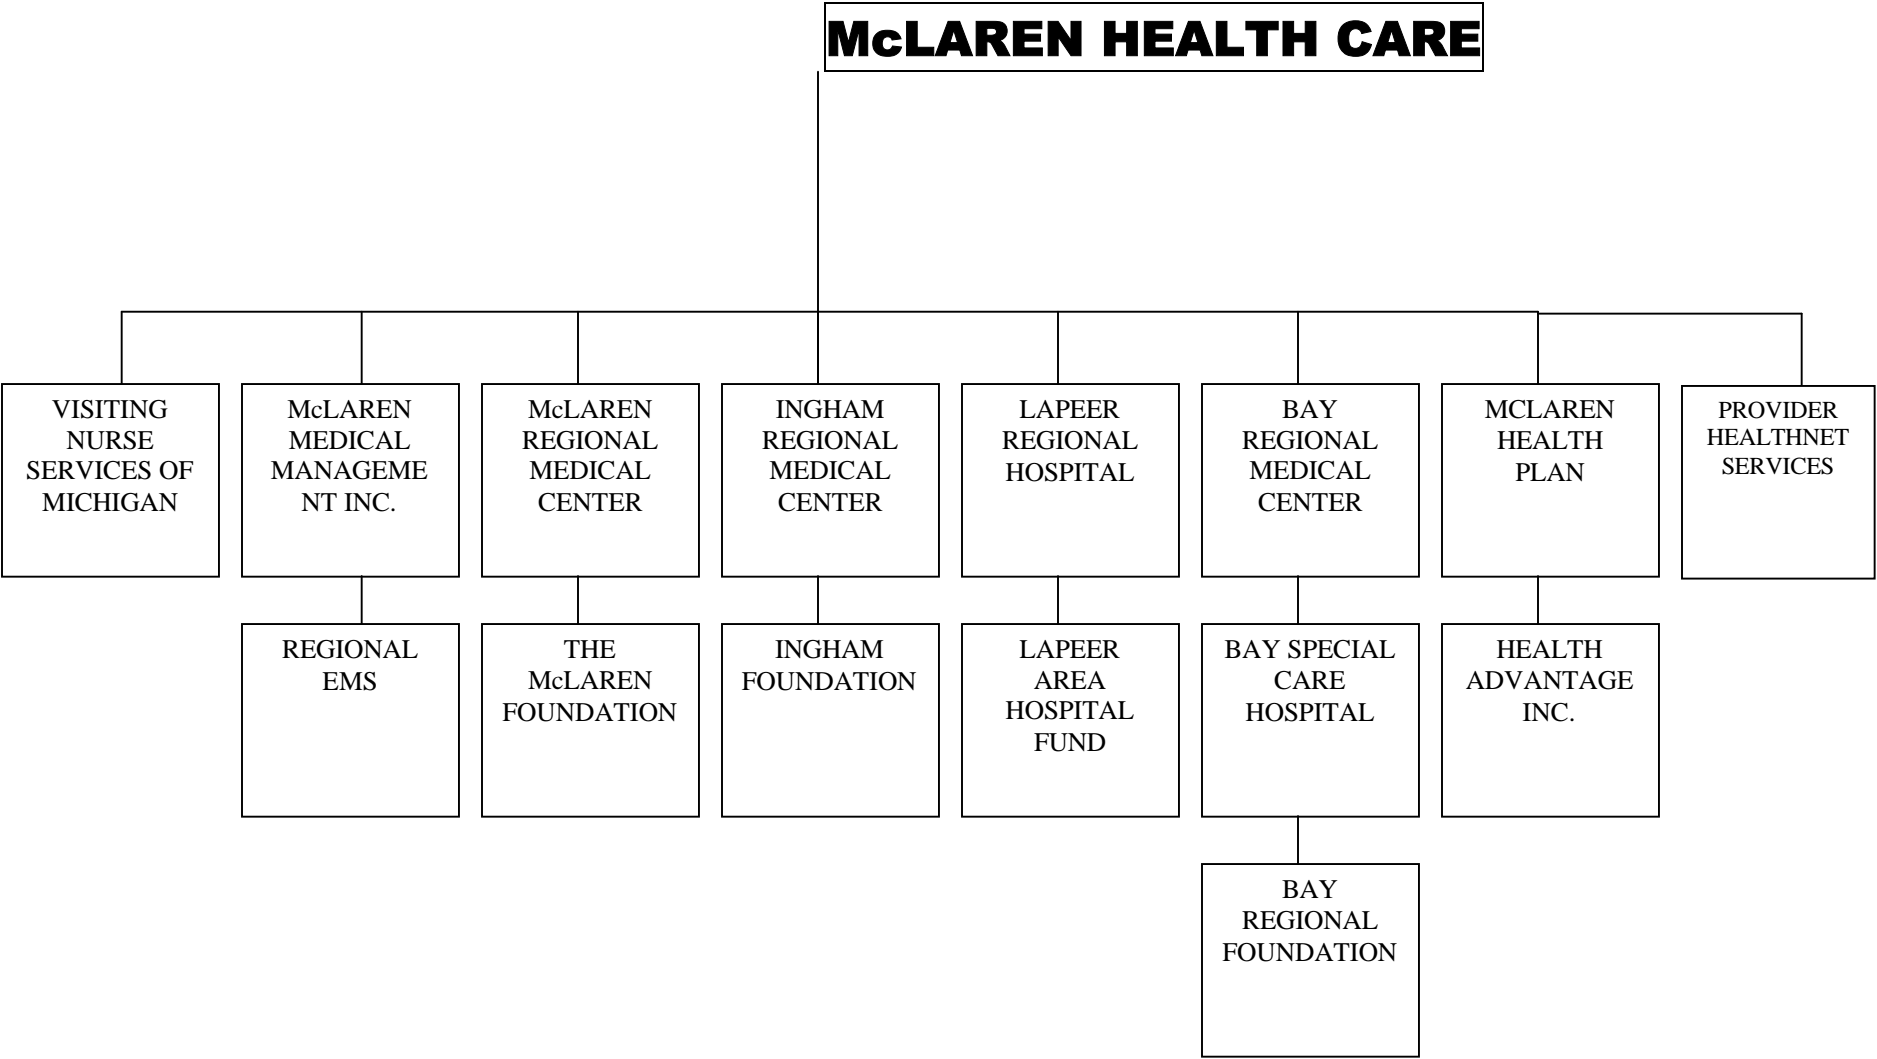 McLAREN HEALTH CARE
VISITING
NURSE
SERVICES OF
MICHIGAN
McLAREN
MEDICAL
MANAGEME
NT INC.
McLAREN
REGIONAL
MEDICAL
CENTER
INGHAM
REGIONAL
MEDICAL
CENTER
LAPEER
REGIONAL
HOSPITAL
BAY
REGIONAL
MEDICAL
CENTER
MCLAREN
HEALTH
PLAN
PROVIDER
HEALTHNET
SERVICES
REGIONAL
EMS
THE
McLAREN
FOUNDATION
INGHAM
FOUNDATION
LAPEER
AREA
HOSPITAL
FUND
BAY SPECIAL
CARE
HOSPITAL
HEALTH
ADVANTAGE
INC.
BAY
REGIONAL
FOUNDATION